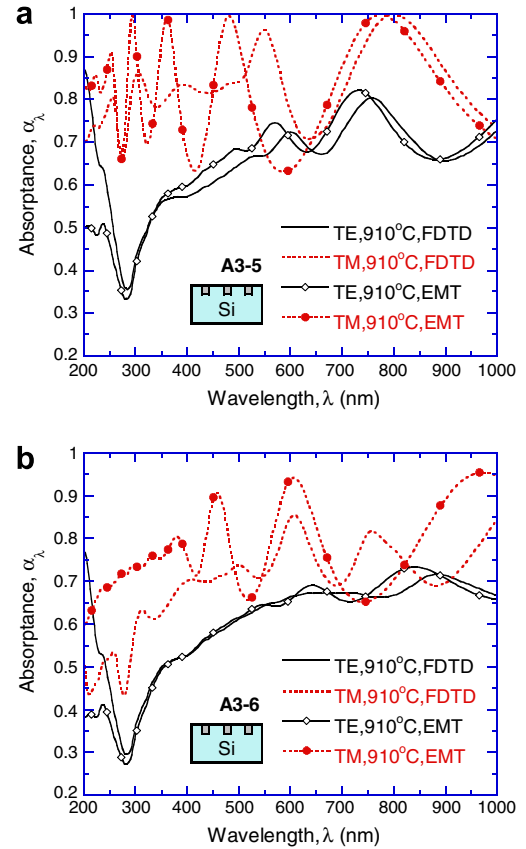 a
1
0.9
0.8
0.7
0.6
0.5
0.4
0.3
0.2
Absorptance, αλ
TE,910°C,FDTD
TM,910°C,FDTD
TE,910°C,EMT
TM,910°C,EMT
A3-5
Si
200 300 400 500 600 700 800 900 1000
Wavelength, λ (nm)
b
1
0.9
0.8
0.7
0.6
0.5
0.4
0.3
0.2
Absorptance, αλ
TE,910°C,FDTD
TM,910°C,FDTD
TE,910°C,EMT
TM,910°C,EMT
A3-6
Si
200 300 400 500 600 700 800 900 1000
Wavelength, λ (nm)